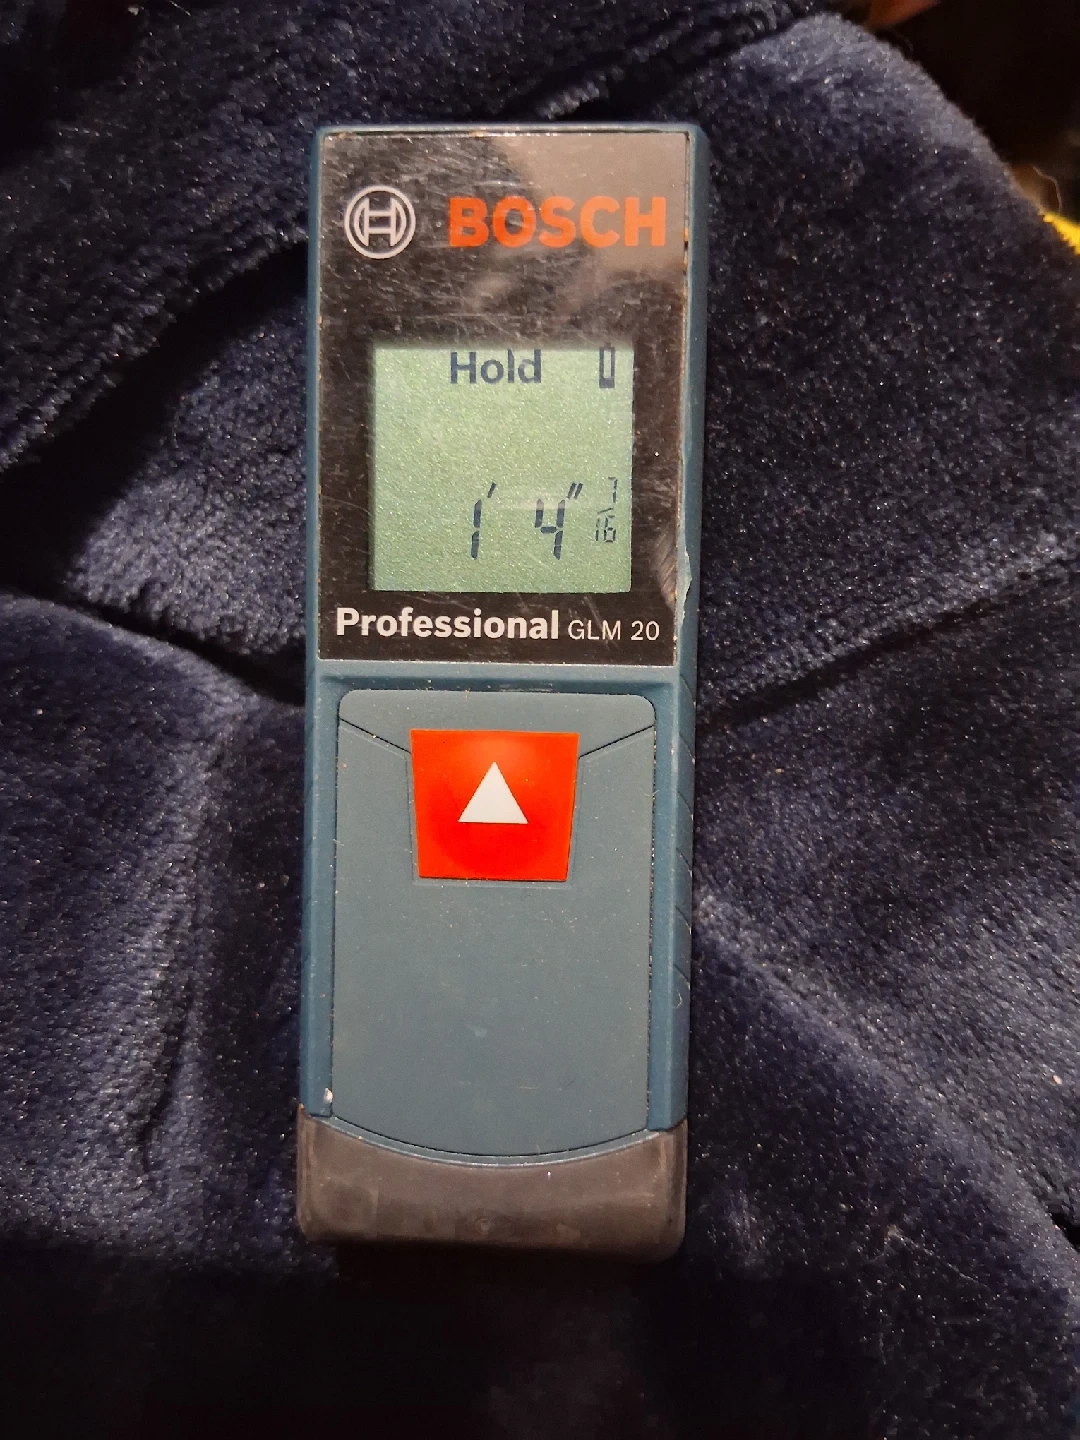 BOSCH
Hold
1' 4" 7/16
Professional GLM 20